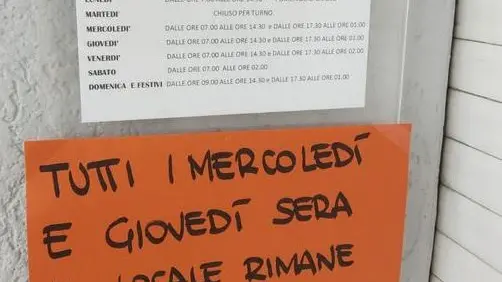 MARTEDI' CHIUSO PER TURNO
MERCOLEDI' DALLE ORE 07.00 ALLE ORE 14.30 e DALLE ORE 17.30 ALLE ORE 01.00
GIOVEDI' DALLE ORE 07.00 ALLE ORE 14.30 e DALLE ORE 17.30 ALLE ORE 01.00
VENERDI' DALLE ORE 07.00 ALLE ORE 14.30 e DALLE ORE 17.30 ALLE ORE 02.00
SABATO DALLE ORE 07.00 ALLE ORE 02.00
DOMENICA E FESTIVI DALLE ORE 09.00 ALLE ORE 14.30 e DALLE 17.30 ALLE ORE 01.00
TUTTI I MERCOLEDÌ
E GIOVEDÌ SERA
LOCALE RIMANE